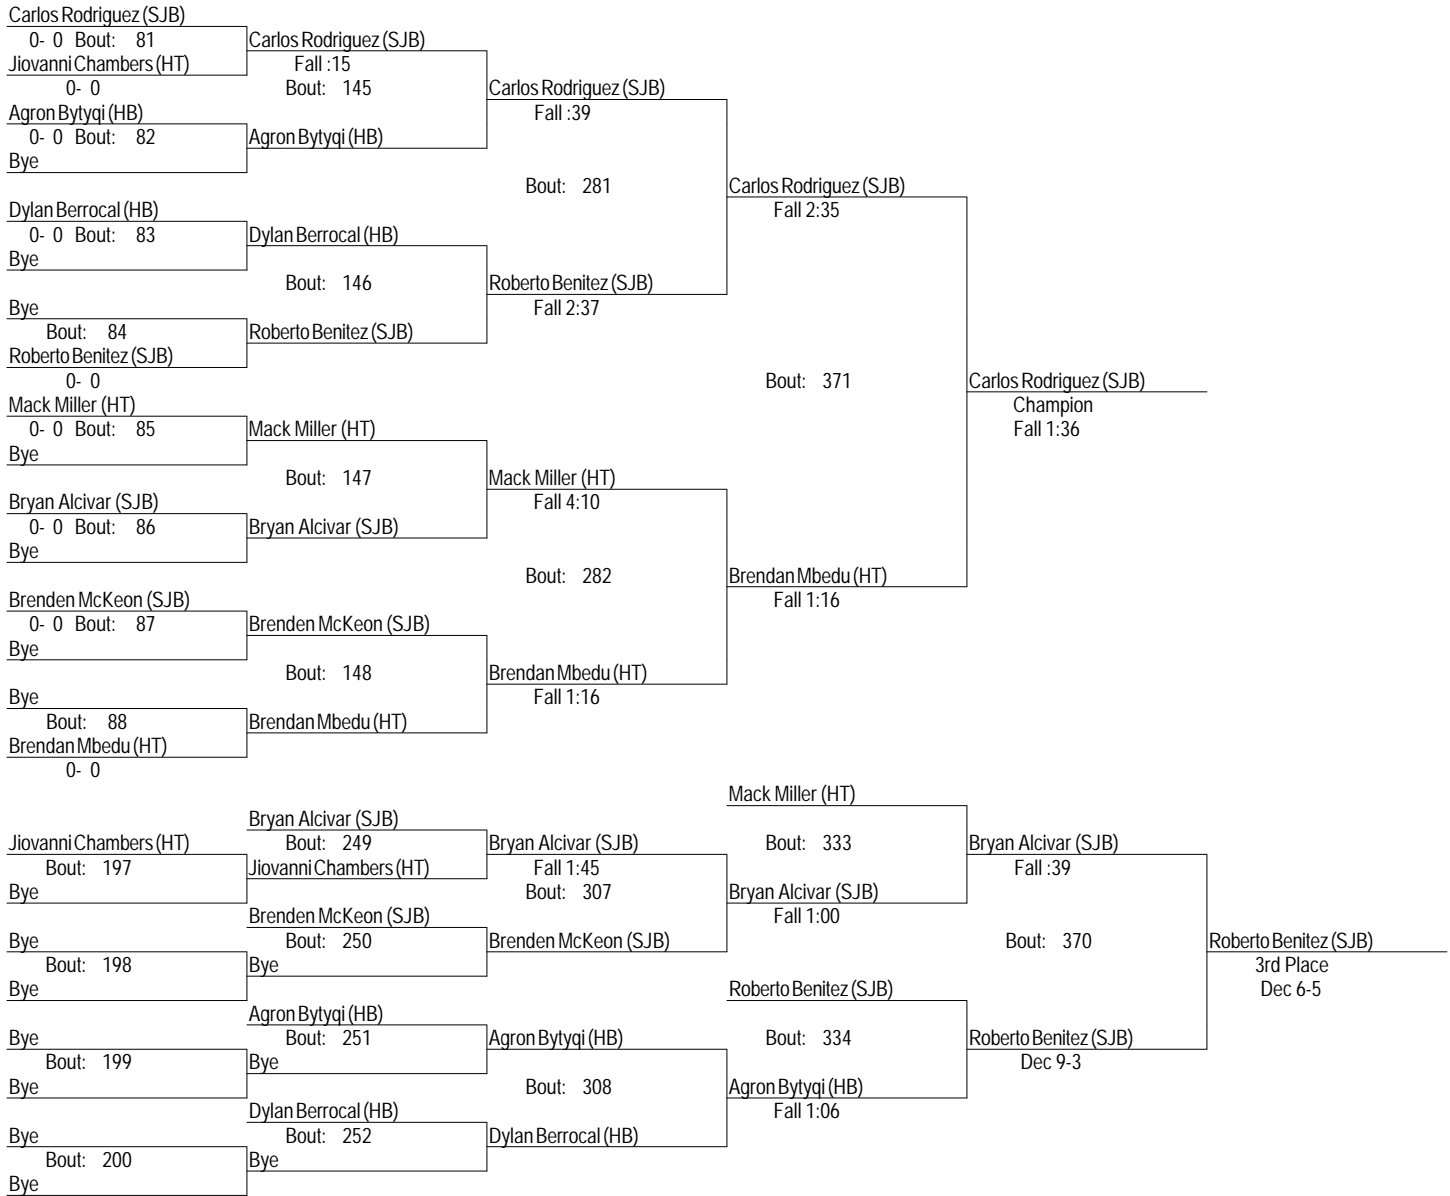 Carlos Rodriguez (SJB)
0- 0 Bout: 81
Carlos Rodriguez (SJB)
Jiovanni Chambers (HT)
Fall :15
0- 0
Bout: 145
Carlos Rodriguez (SJB)
Agron Bytyqi (HB)
Fall :39
0- 0 Bout: 82
Agron Bytyqi (HB)
Bye
Bout: 281
Carlos Rodriguez (SJB)
Dylan Berrocal (HB)
Fall 2:35
0- 0 Bout: 83
Dylan Berrocal (HB)
Bye
Bout: 146
Roberto Benitez (SJB)
Bye
Fall 2:37
Bout: 84
Roberto Benitez (SJB)
Roberto Benitez (SJB)
0- 0
Bout: 371
Carlos Rodriguez (SJB)
Mack Miller (HT)
Champion
0- 0 Bout: 85
Mack Miller (HT)
Fall 1:36
Bye
Bout: 147
Mack Miller (HT)
Bryan Alcivar (SJB)
Fall 4:10
0- 0 Bout: 86
Bryan Alcivar (SJB)
Bye
Bout: 282
Brendan Mbedu (HT)
Brenden McKeon (SJB)
Fall 1:16
0- 0 Bout: 87
Brenden McKeon (SJB)
Bye
Bout: 148
Brendan Mbedu (HT)
Bye
Fall 1:16
Bout: 88
Brendan Mbedu (HT)
Brendan Mbedu (HT)
0- 0
Mack Miller (HT)
Bryan Alcivar (SJB)
Jiovanni Chambers (HT)
Bout: 249
Bryan Alcivar (SJB)
Bout: 333
Bryan Alcivar (SJB)
Bout: 197
Jiovanni Chambers (HT)
Fall 1:45
Fall :39
Bye
Bout: 307
Bryan Alcivar (SJB)
Brenden McKeon (SJB)
Fall 1:00
Bye
Bout: 250
Brenden McKeon (SJB)
Bout: 370
Roberto Benitez (SJB)
Bout: 198
Bye
3rd Place
Bye
Roberto Benitez (SJB)
Dec 6-5
Agron Bytyqi (HB)
Bye
Bout: 251
Agron Bytyqi (HB)
Bout: 334
Roberto Benitez (SJB)
Bout: 199
Bye
Dec 9-3
Bye
Bout: 308
Agron Bytyqi (HB)
Dylan Berrocal (HB)
Fall 1:06
Bye
Bout: 252
Dylan Berrocal (HB)
Bout: 200
Bye
Bye